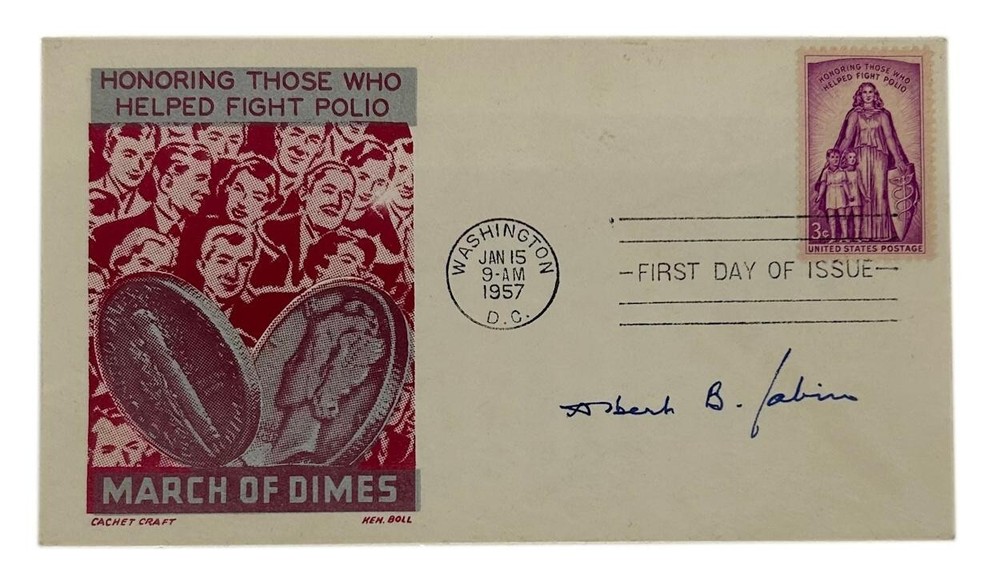 HONORING THOSE WHO
HELPED FIGHT POLIO
MARCH OF DIMES
CACHET CRAFT
KEN. BOLL
WASHINGTON
JAN 15
9-AM
1957
D.C.
HONORING THOSE WHO
HELPED FIGHT POLIO
3¢
UNITED STATES POSTAGE
FIRST DAY OF ISSUE
Albert B. Sabin